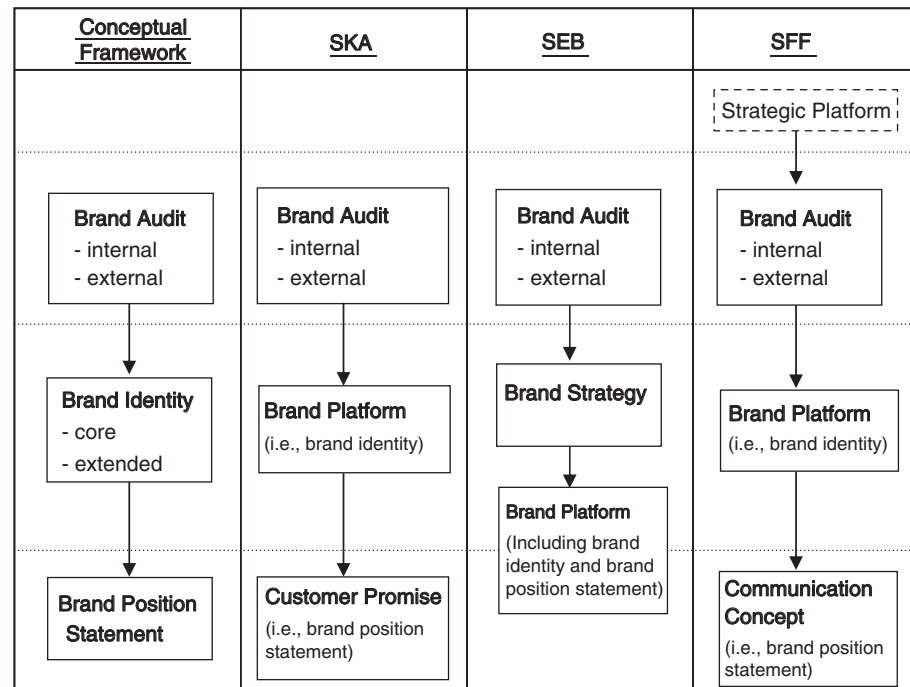 Conceptual
Framework
SKA
SEB
SFF
Strategic Platform
Brand Audit
- internal
- external
Brand Audit
- internal
- external
Brand Audit
- internal
- external
Brand Audit
- internal
- external
Brand Identity
- core
- extended
Brand Platform
(i.e., brand identity)
Brand Strategy
Brand Platform
(i.e., brand identity)
Brand Platform
(Including brand
identity and brand
position statement)
Brand Position
Statement
Customer Promise
(i.e., brand position
statement)
Communication
Concept
(i.e., brand position
statement)